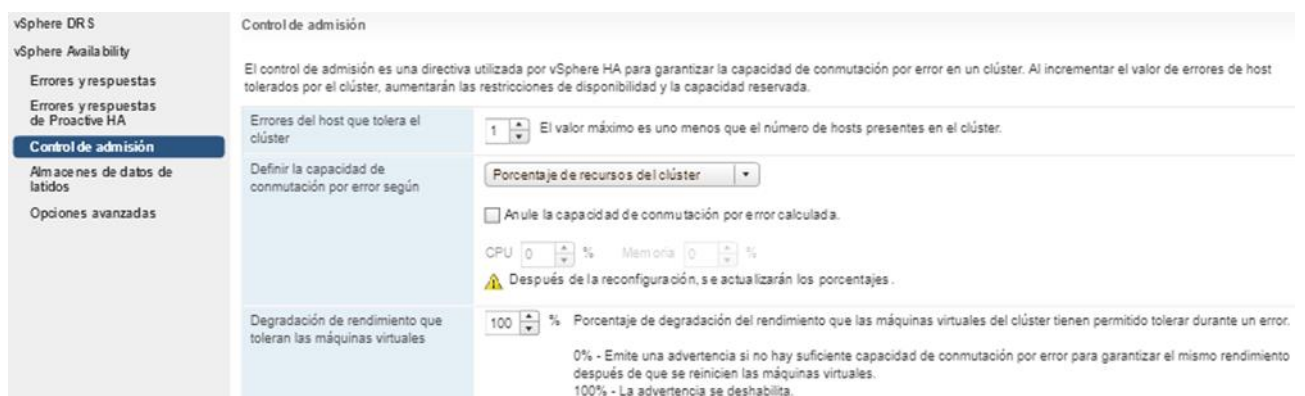 vSphere DRS
vSphere Availability
Errores y respuestas
Errores y respuestas
de Proactive HA
Control de admisión
Almacenes de datos de
latidos
Opciones avanzadas
Control de admisión
El control de admisión es una directiva utilizada por vSphere HA para garantizar la capacidad de conmutación por error en un clúster. Al incrementar el valor de errores de host
tolerados por el clúster, aumentarán las restricciones de disponibilidad y la capacidad reservada.
Errores del host que tolera el
clúster
1 El valor máximo es uno menos que el número de hosts presentes en el clúster.
Definir la capacidad de
conmutación por error según
Porcentaje de recursos del clúster
Anule la capacidad de conmutación por error calculada.
CPU 0 % Memoria 0 %
Después de la reconfiguración, se actualizarán los porcentajes.
Degradación de rendimiento que
toleran las máquinas virtuales
100 % Porcentaje de degradación del rendimiento que las máquinas virtuales del clúster tienen permitido tolerar durante un error.
0% - Emite una advertencia si no hay suficiente capacidad de conmutación por error para garantizar el mismo rendimiento
después de que se reinicien las máquinas virtuales.
100% - La advertencia se deshabilita.